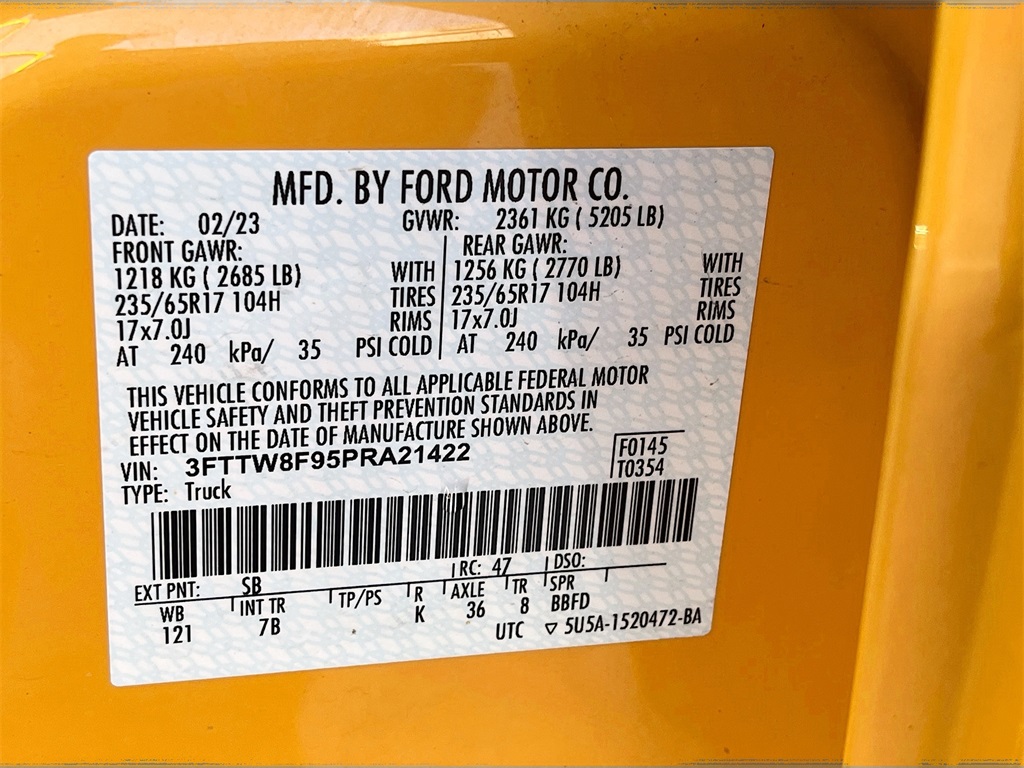 MFD. BY FORD MOTOR CO.
DATE: 02/23 GVWR: 2361 KG ( 5205 LB)
FRONT GAWR: REAR GAWR:
1218 KG ( 2685 LB) WITH 1256 KG ( 2770 LB) WITH
235/65R17 104H TIRES 235/65R17 104H TIRES
17x7.0J RIMS 17x7.0J RIMS
AT 240 kPa/ 35 PSI COLD AT 240 kPa/ 35 PSI COLD
THIS VEHICLE CONFORMS TO ALL APPLICABLE FEDERAL MOTOR
VEHICLE SAFETY AND THEFT PREVENTION STANDARDS IN
EFFECT ON THE DATE OF MANUFACTURE SHOWN ABOVE.
VIN: 3FTTW8F95PRA21422 F0145
TYPE: Truck T0354
EXT PNT: SB RC: 47 DSO:
WB INT TR TP/PS R AXLE TR SPR
121 7B K 36 8 BBFD
UTC ▽ 5U5A-1520472-BA